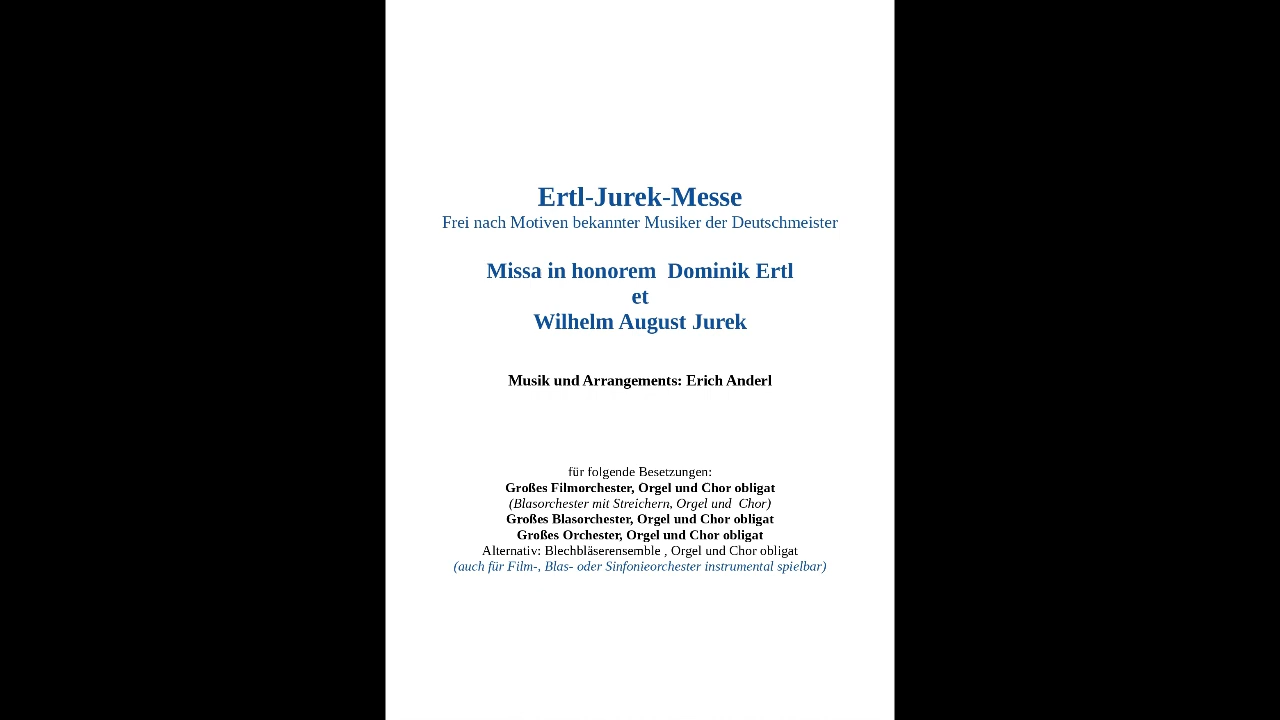 Ertl-Jurek-Messe
Frei nach Motiven bekannter Musiker der Deutschmeister
Missa in honorem  Dominik Ertl
et
Wilhelm August Jurek
Musik und Arrangements: Erich Anderl
für folgende Besetzungen:
Großes Filmorchester, Orgel und Chor obligat
(Blasorchester mit Streichern, Orgel und  Chor)
Großes Blasorchester, Orgel und Chor obligat
Großes Orchester, Orgel und Chor obligat
Alternativ: Blechbläserensemble , Orgel und Chor obligat
(auch für Film-, Blas- oder Sinfonieorchester instrumental spielbar)